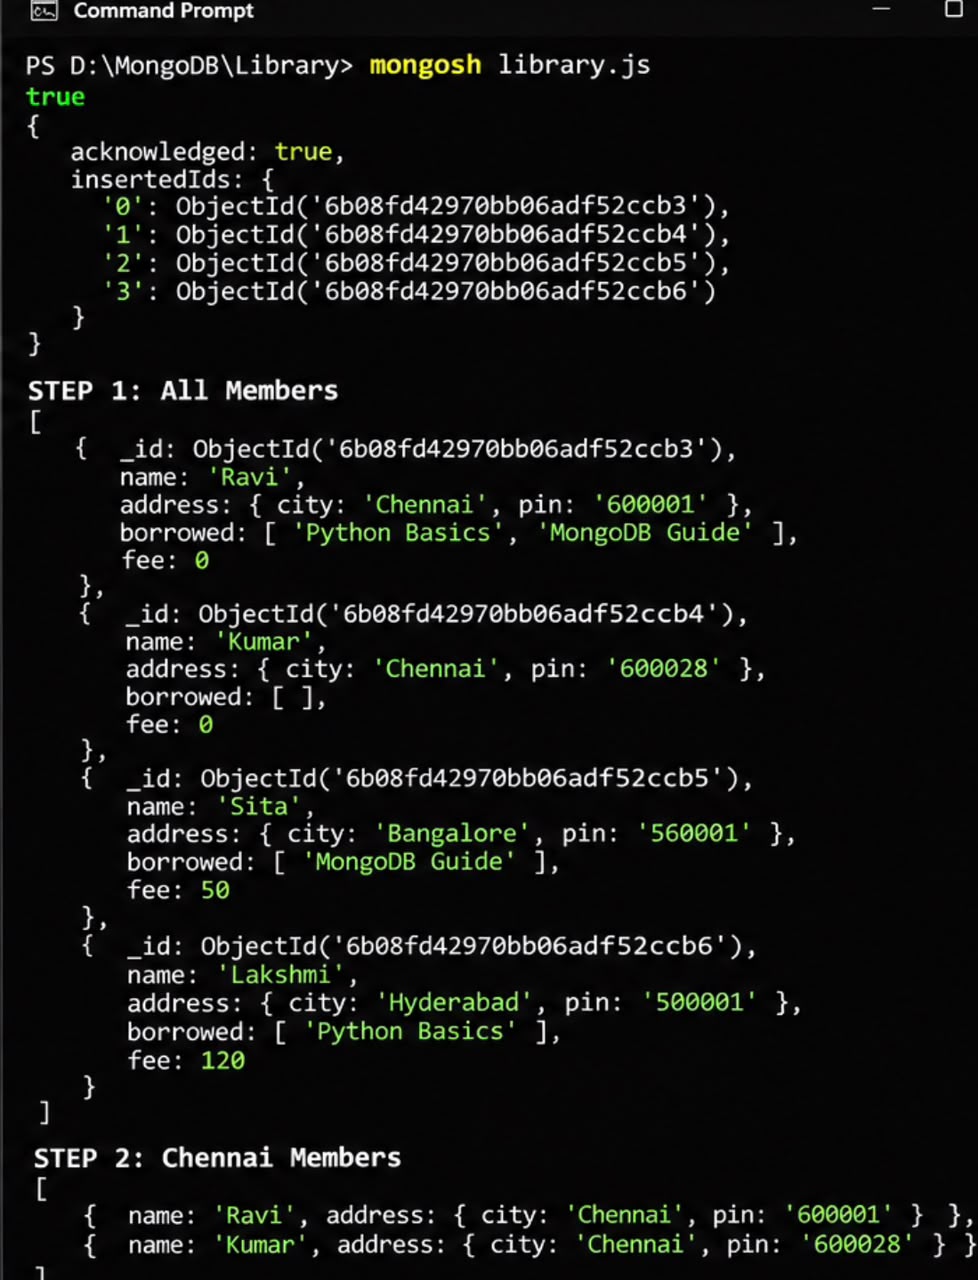 Command Prompt
PS D:\MongoDB\Library> mongosh library.js
true
{
acknowledged: true,
insertedIds: {
'0': ObjectId('6b08fd42970bb06adf52ccb3'),
'1': ObjectId('6b08fd42970bb06adf52ccb4'),
'2': ObjectId('6b08fd42970bb06adf52ccb5'),
'3': ObjectId('6b08fd42970bb06adf52ccb6')
}
}
STEP 1: All Members
[
{ _id: ObjectId('6b08fd42970bb06adf52ccb3'),
name: 'Ravi',
address: { city: 'Chennai', pin: '600001' },
borrowed: [ 'Python Basics', 'MongoDB Guide' ],
fee: 0
},
{ _id: ObjectId('6b08fd42970bb06adf52ccb4'),
name: 'Kumar',
address: { city: 'Chennai', pin: '600028' },
borrowed: [ ],
fee: 0
},
{ _id: ObjectId('6b08fd42970bb06adf52ccb5'),
name: 'Sita',
address: { city: 'Bangalore', pin: '560001' },
borrowed: [ 'MongoDB Guide' ],
fee: 50
},
{ _id: ObjectId('6b08fd42970bb06adf52ccb6'),
name: 'Lakshmi',
address: { city: 'Hyderabad', pin: '500001' },
borrowed: [ 'Python Basics' ],
fee: 120
}
]
STEP 2: Chennai Members
[
{ name: 'Ravi', address: { city: 'Chennai', pin: '600001' } },
{ name: 'Kumar', address: { city: 'Chennai', pin: '600028' } }
]